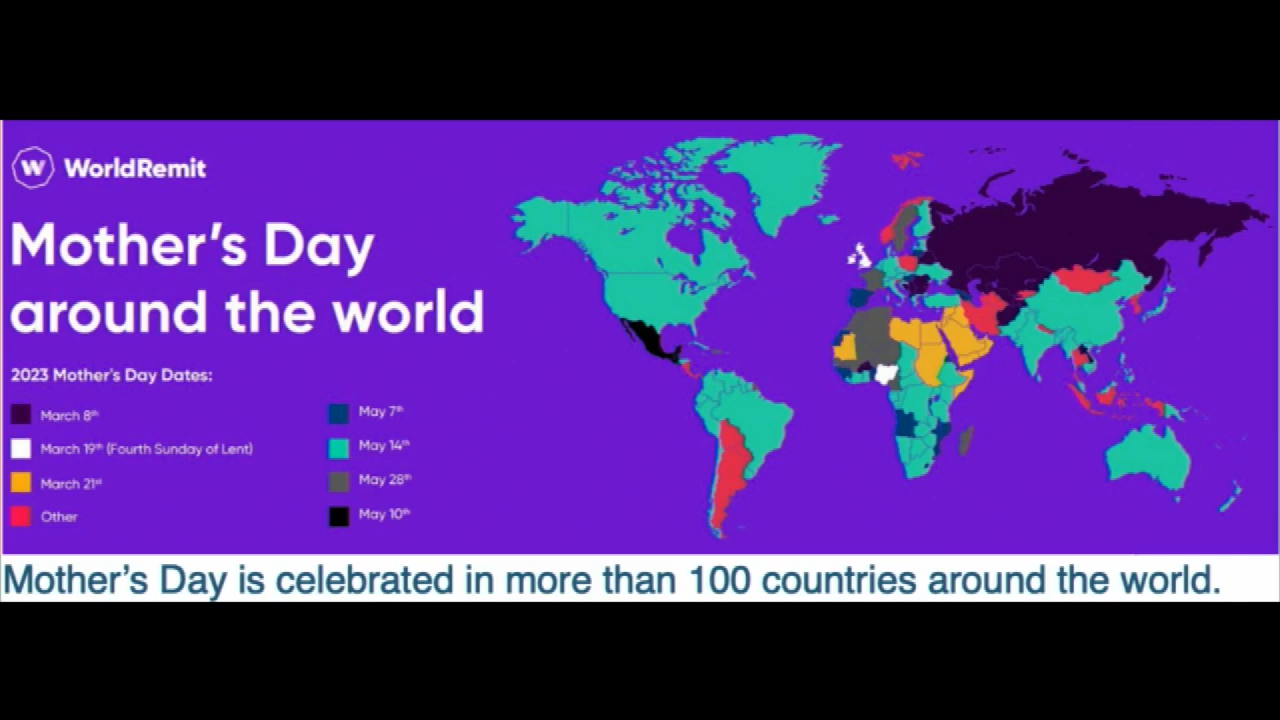 W WorldRemit
Mother's Day
around the world
2023 Mother's Day Dates:
March 8th
March 19th (Fourth Sunday of Lent)
March 21st
Other
May 7th
May 14th
May 28th
May 10th
Mother's Day is celebrated in more than 100 countries around the world.